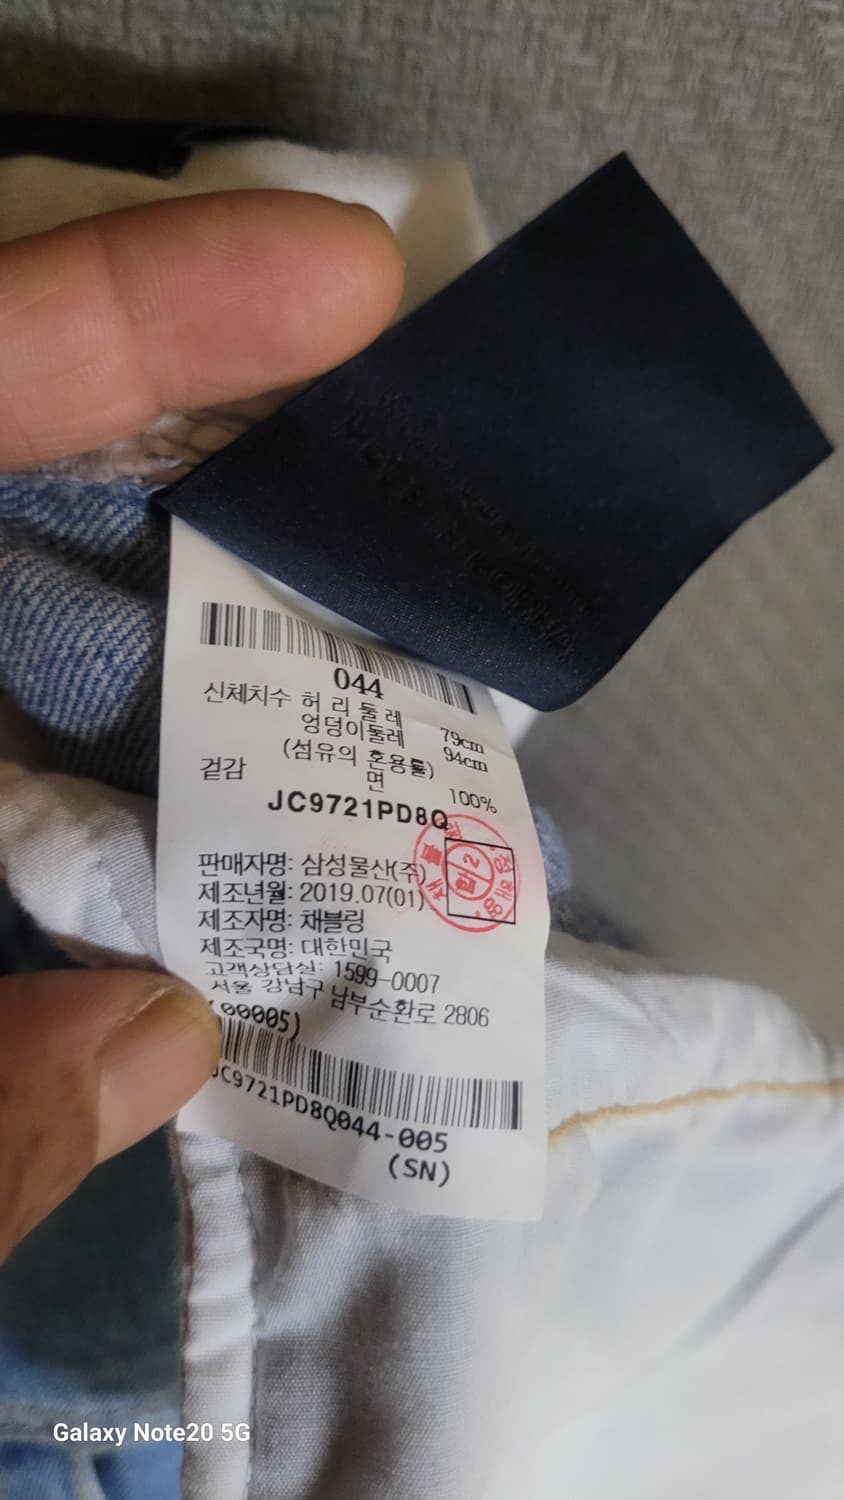 044
신체치수 허리둘레 79cm
엉덩이둘레 94cm
(섬유의 혼용률)
겉감 면 100%
JC9721PD8Q
판매자명: 삼성물산(주)
제조년월: 2019.07(01)
제조자명: 채블링
제조국명: 대한민국
고객상담실: 1599-0007
서울 강남구 남부순환로 2806
(00005)
JC9721PD8Q044-005
(SN)
Galaxy Note20 5G